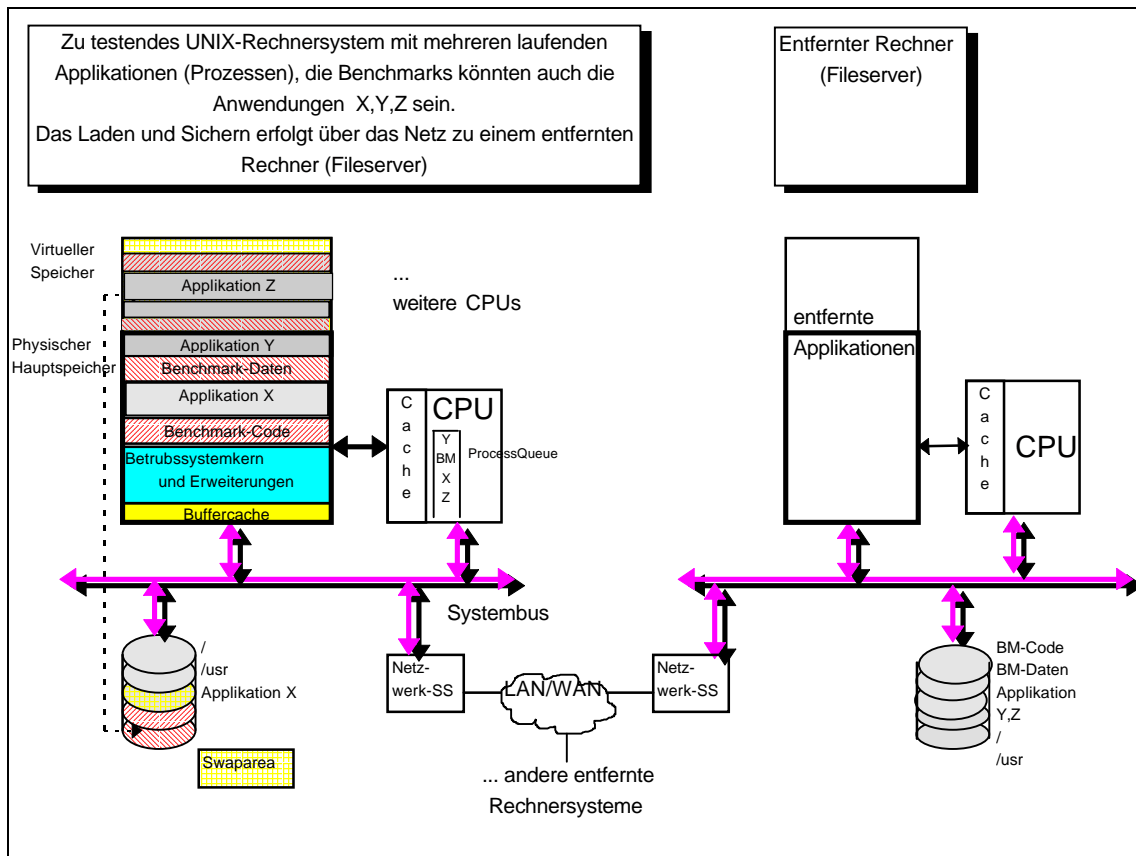 Zu testendes UNIX-Rechnersystem mit mehreren laufenden
Applikationen (Prozessen), die Benchmarks könnten auch die
Anwendungen X,Y,Z sein.
Das Laden und Sichern erfolgt über das Netz zu einem entfernten
Rechner (Fileserver)
Entfernter Rechner
(Fileserver)
Virtueller
Speicher
Applikation Z
...
weitere CPUs
Physischer
Hauptspeicher
Applikation Y
Benchmark-Daten
Applikation X
Benchmark-Code
Betrubssystemkern
und Erweiterungen
Buffercache
Cache
CPU
Y
BM
X
Z
ProcessQueue
entfernte
Applikationen
Cache
CPU
Systembus
/
/usr
Applikation X
Swaparea
Netz-
werk-SS
LAN/WAN
Netz-
werk-SS
... andere entfernte
Rechnersysteme
BM-Code
BM-Daten
Applikation
Y,Z
/
/usr